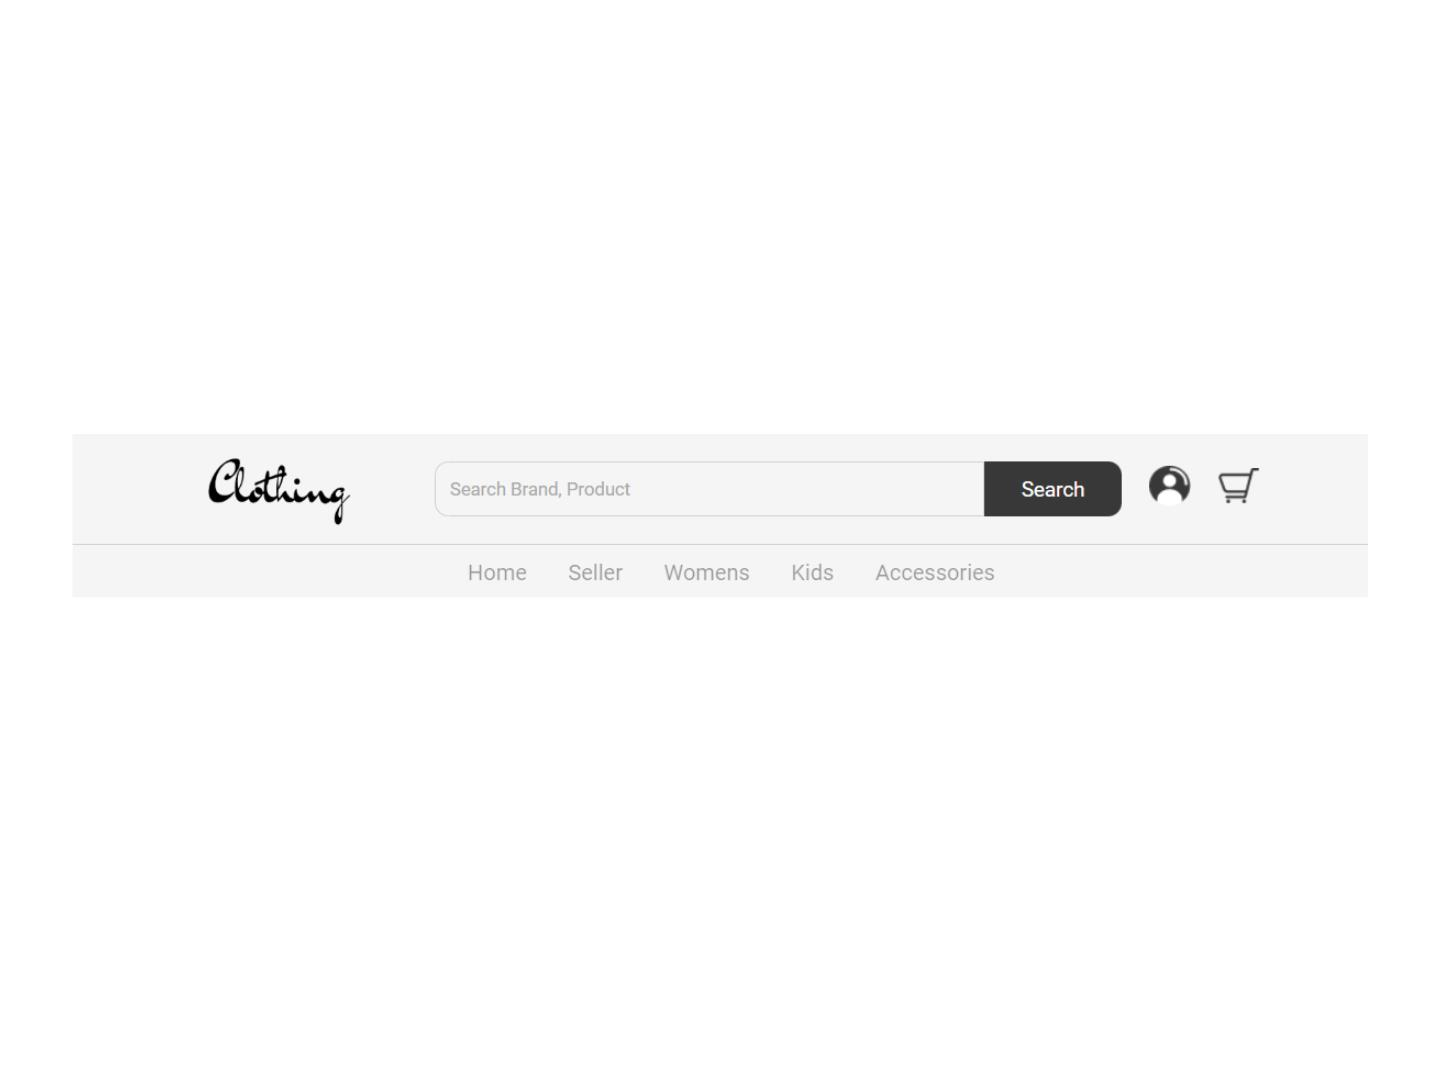 Clothing
Search Brand, Product
Search
Home Seller Womens Kids Accessories